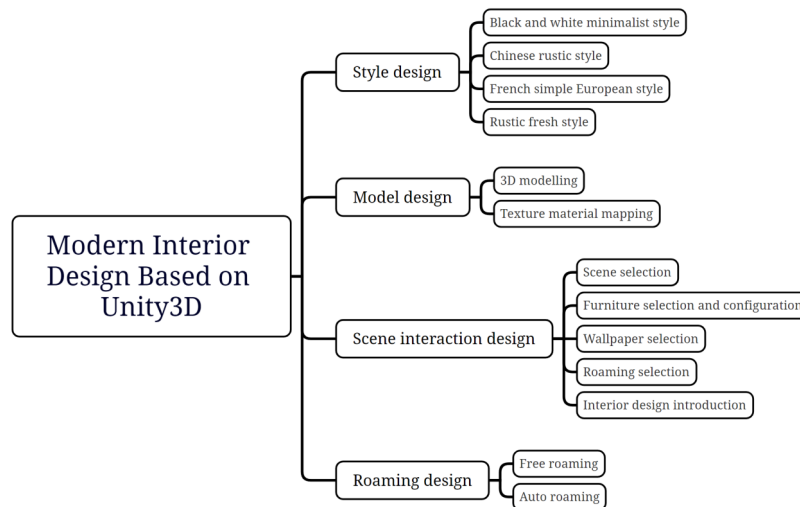 Modern Interior
Design Based on
Unity3D
Style design
Black and white minimalist style
Chinese rustic style
French simple European style
Rustic fresh style
Model design
3D modelling
Texture material mapping
Scene interaction design
Scene selection
Furniture selection and configuration
Wallpaper selection
Roaming selection
Interior design introduction
Roaming design
Free roaming
Auto roaming